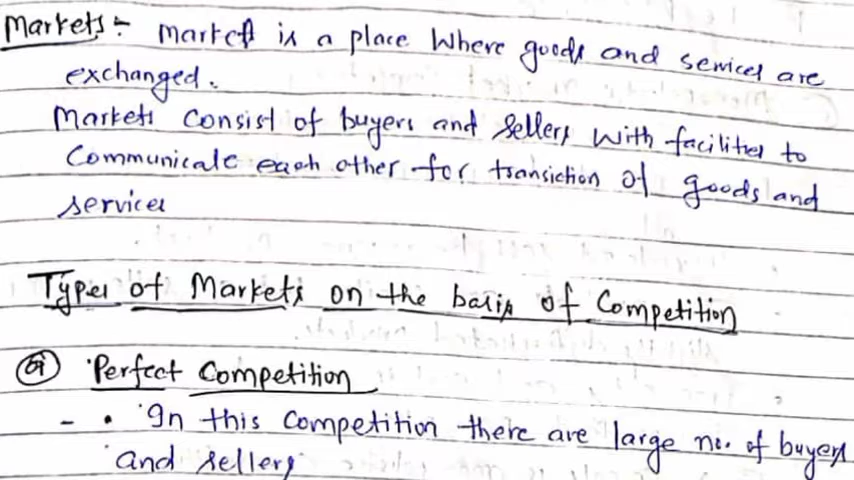 Markets :- Market is a place Where goods and services are
exchanged.
Markets Consist of buyers and sellers With facilities to
Communicate each other for transiction of goods and
services
Types of Markets on the basis of Competition
Perfect Competition
- • In this Competition there are large no. of buyers
and sellers